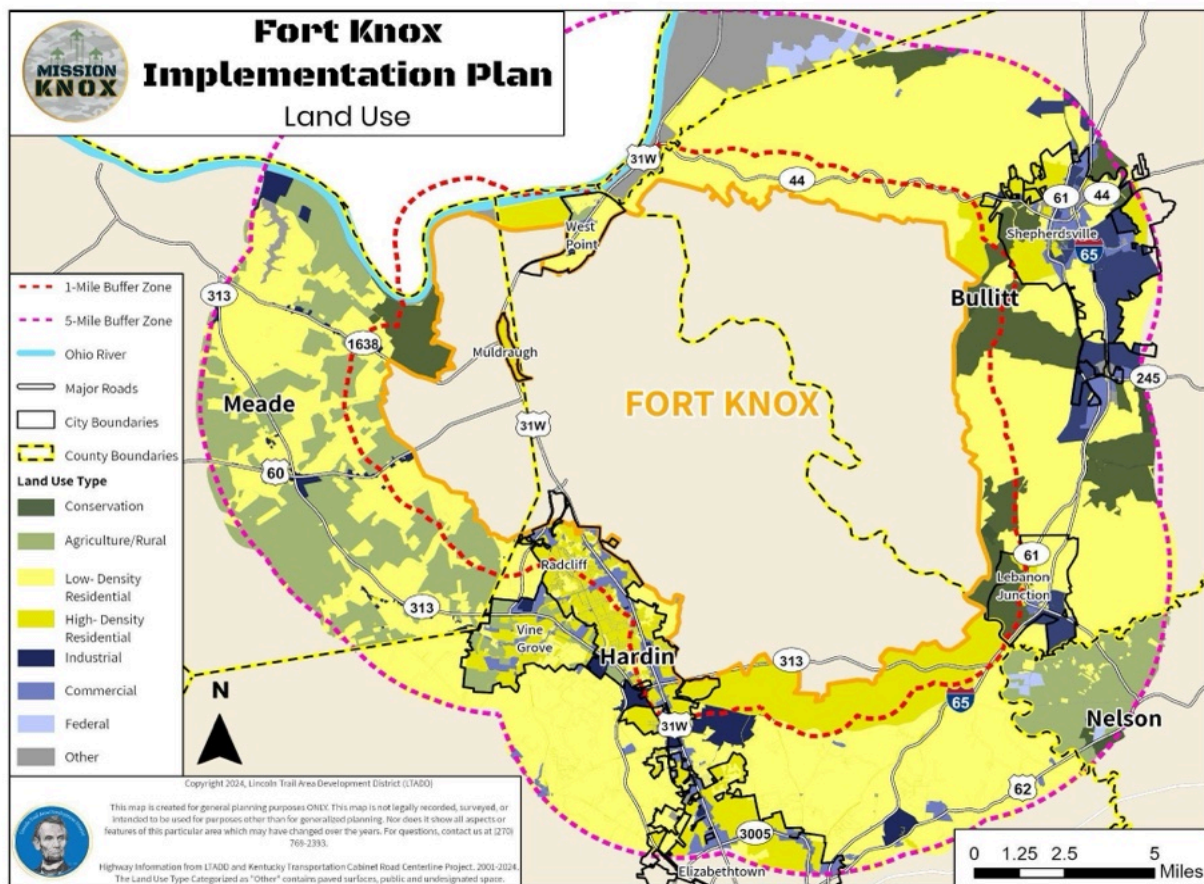 MISSION
KNOX
Fort Knox
Implementation Plan
Land Use
1-Mile Buffer Zone
5-Mile Buffer Zone
Ohio River
Major Roads
City Boundaries
County Boundaries
Land Use Type
Conservation
Agriculture/Rural
Low- Density
Residential
High- Density
Residential
Industrial
Commercial
Federal
Other
31W
44
61
44
West
Point
Shepherdsville
65
313
Bullitt
1638
Muldraugh
245
Meade
FORT KNOX
31W
60
61
Radcliff
Lebanon
Junction
313
Vine
Grove
Hardin
313
65
N
31W
Nelson
62
3005
Elizabethtown
Copyright 2024, Lincoln Trail Area Development District (LTADD)
This map is created for general planning purposes ONLY. This map is not legally recorded, surveyed, or
intended to be used for purposes other than for generalized planning. Nor does it show all aspects or
features of this particular area which may have changed over the years. For questions, contact us at (270)
769-2393.
Highway Information from LTADD and Kentucky Transportation Cabinet Road Centerline Project. 2001-2024.
The Land Use Type Categorized as "Other" contains paved surfaces, public and undesignated space.
0 1.25 2.5 5
Miles